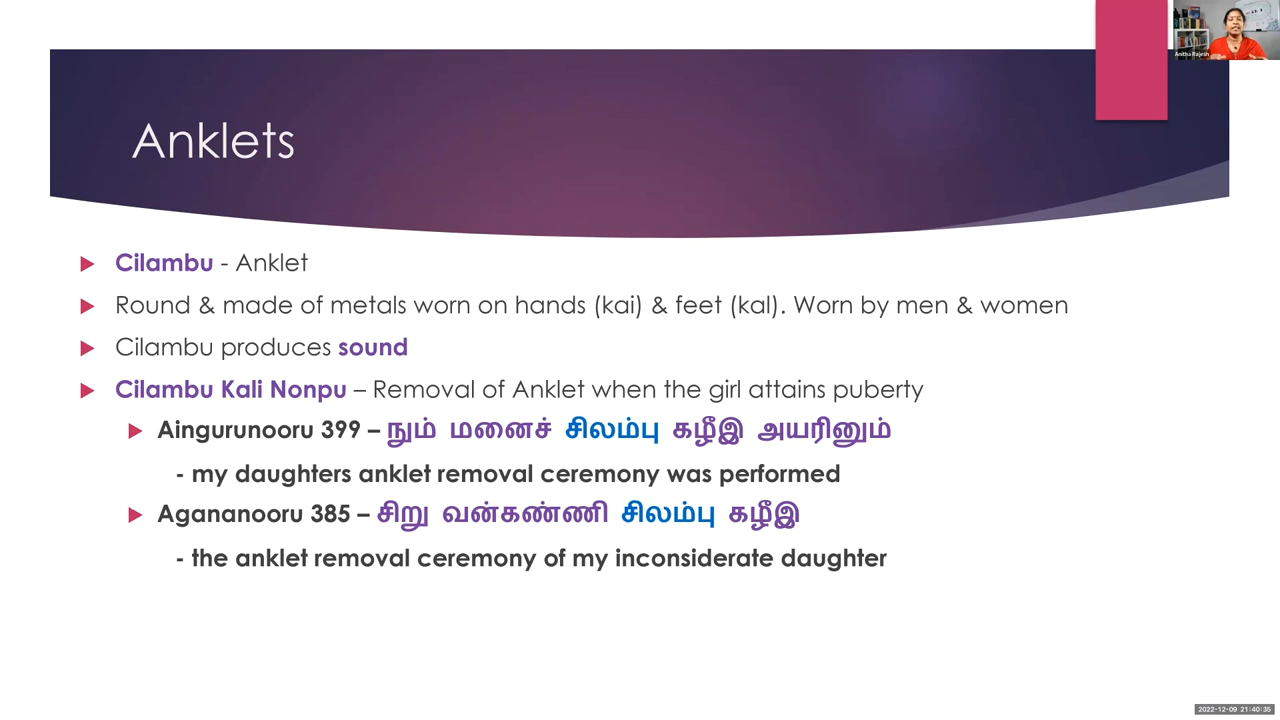 Anitha Rajesh
Anklets
Cilambu - Anklet
Round & made of metals worn on hands (kai) & feet (kal). Worn by men & women
Cilambu produces sound
Cilambu Kali Nonpu – Removal of Anklet when the girl attains puberty
Aingurunooru 399 – நும் மனைச் சிலம்பு கழீஇ அயரினும்
- my daughters anklet removal ceremony was performed
Agananooru 385 – சிறு வன்கண்ணி சிலம்பு கழீஇ
- the anklet removal ceremony of my inconsiderate daughter
2022-12-09 21:40:35